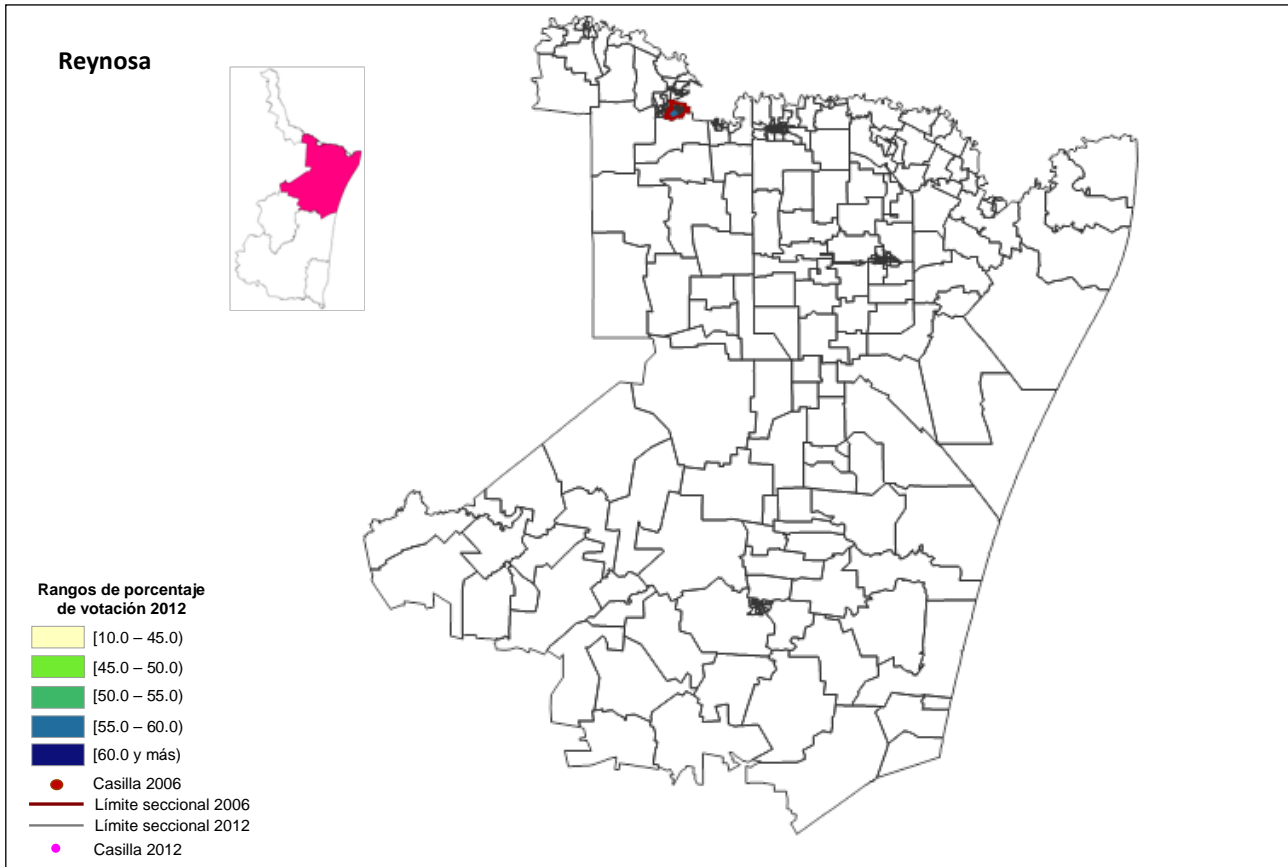 Reynosa
Rangos de porcentaje
de votación 2012
[10.0 – 45.0)
[45.0 – 50.0)
[50.0 – 55.0)
[55.0 – 60.0)
[60.0 y más)
Casilla 2006
Límite seccional 2006
Límite seccional 2012
Casilla 2012